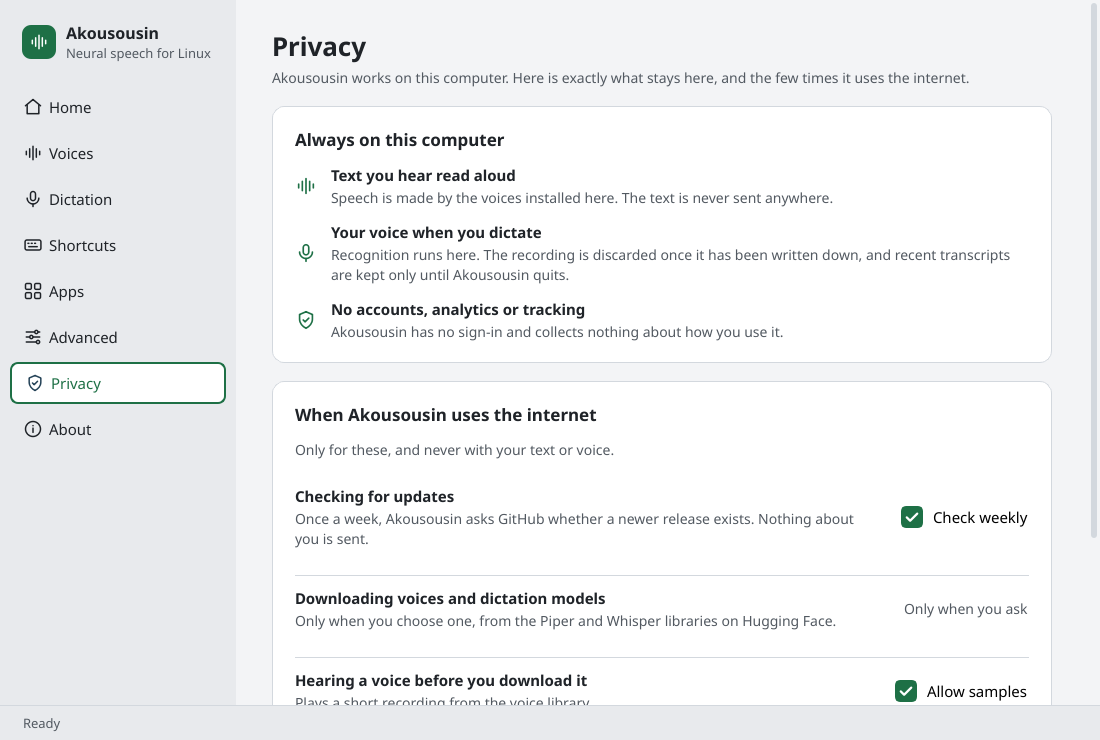 Akousousin
Neural speech for Linux
Home
Voices
Dictation
Shortcuts
Apps
Advanced
Privacy
About
Privacy
Akousousin works on this computer. Here is exactly what stays here, and the few times it uses the internet.
Always on this computer
Text you hear read aloud
Speech is made by the voices installed here. The text is never sent anywhere.
Your voice when you dictate
Recognition runs here. The recording is discarded once it has been written down, and recent transcripts
are kept only until Akousousin quits.
No accounts, analytics or tracking
Akousousin has no sign-in and collects nothing about how you use it.
When Akousousin uses the internet
Only for these, and never with your text or voice.
Checking for updates
Once a week, Akousousin asks GitHub whether a newer release exists. Nothing about
you is sent.
Check weekly
Downloading voices and dictation models
Only when you choose one, from the Piper and Whisper libraries on Hugging Face.
Only when you ask
Hearing a voice before you download it
Plays a short recording from the voice library.
Allow samples
Ready